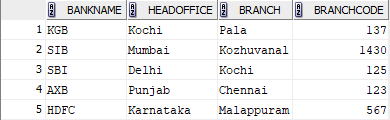 BANKNAME HEADOFFICE BRANCH BRANCHCODE
1 KGB Kochi Pala 137
2 SIB Mumbai Kozhuvanal 1430
3 SBI Delhi Kochi 125
4 AXB Punjab Chennai 123
5 HDFC Karnataka Malappuram 567